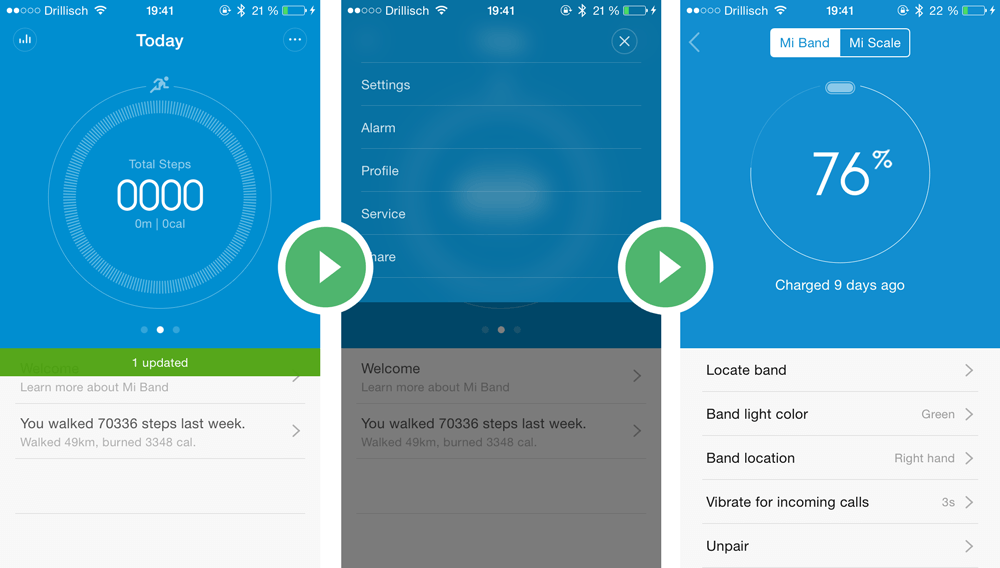 Drillisch 19:41 21 %
Today
Total Steps
0000
0m | 0cal
1 updated
Welcome
Learn more about Mi Band
You walked 70336 steps last week.
Walked 49km, burned 3348 cal.
Drillisch 19:41 21 %
Settings
Alarm
Profile
Service
hare
Welcome
Learn more about Mi Band
You walked 70336 steps last week.
Walked 49km, burned 3348 cal.
Drillisch 19:41 22 %
Mi Band Mi Scale
76%
Charged 9 days ago
Locate band
Band light color Green
Band location Right hand
Vibrate for incoming calls 3s
Unpair